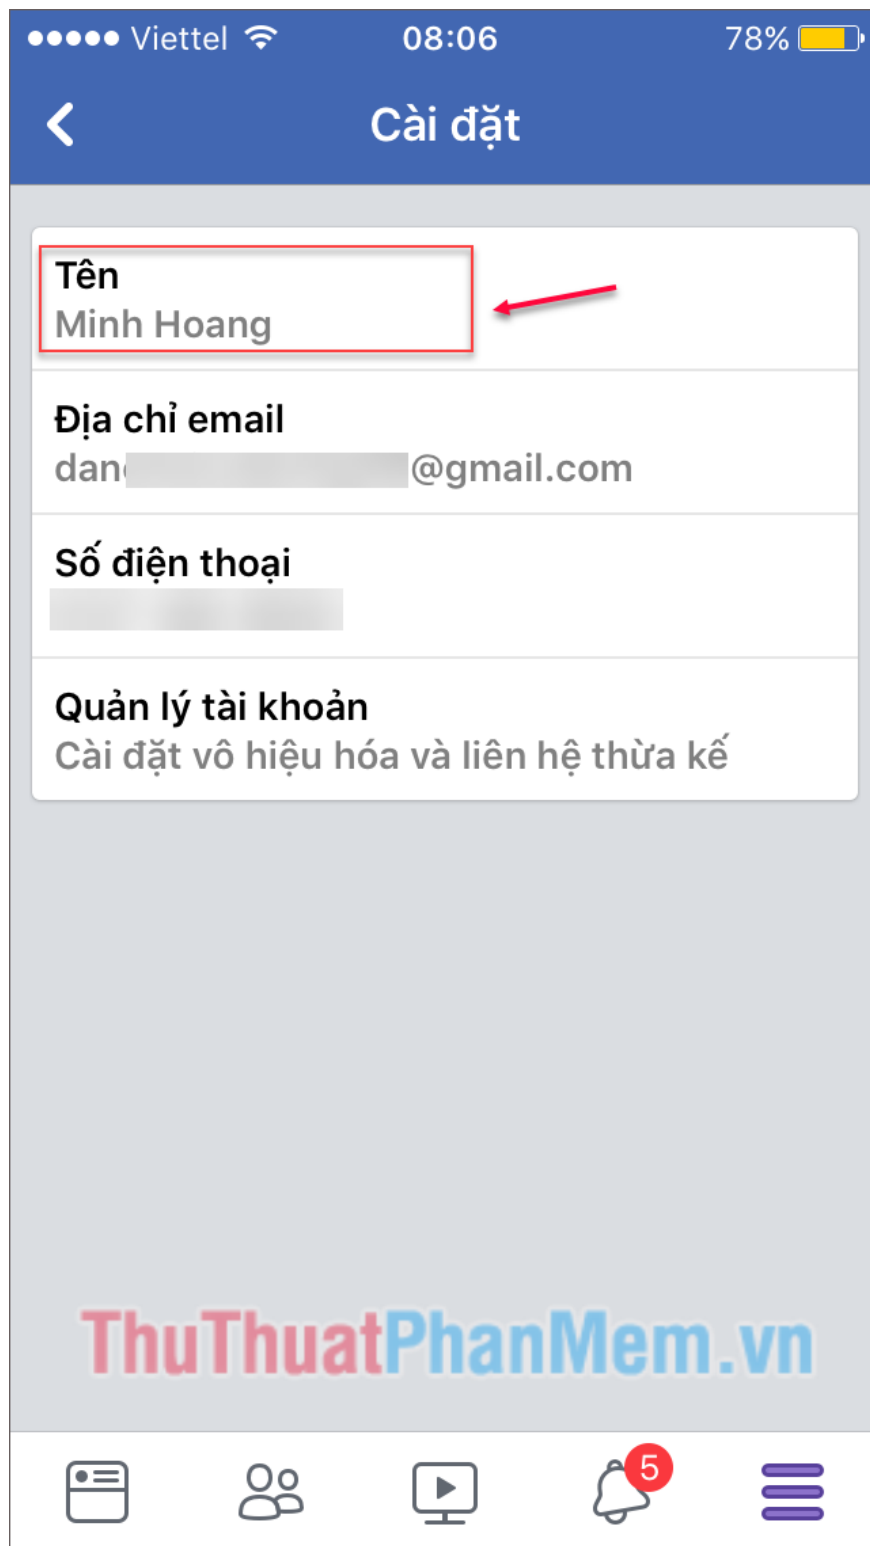 Viettel 08:06 78%
Cài đặt
Tên
Minh Hoang
Địa chỉ email
@gmail.com
Số điện thoại
Quản lý tài khoản
Cài đặt vô hiệu hóa và liên hệ thừa kế
ThuThuatPhanMem.vn
5